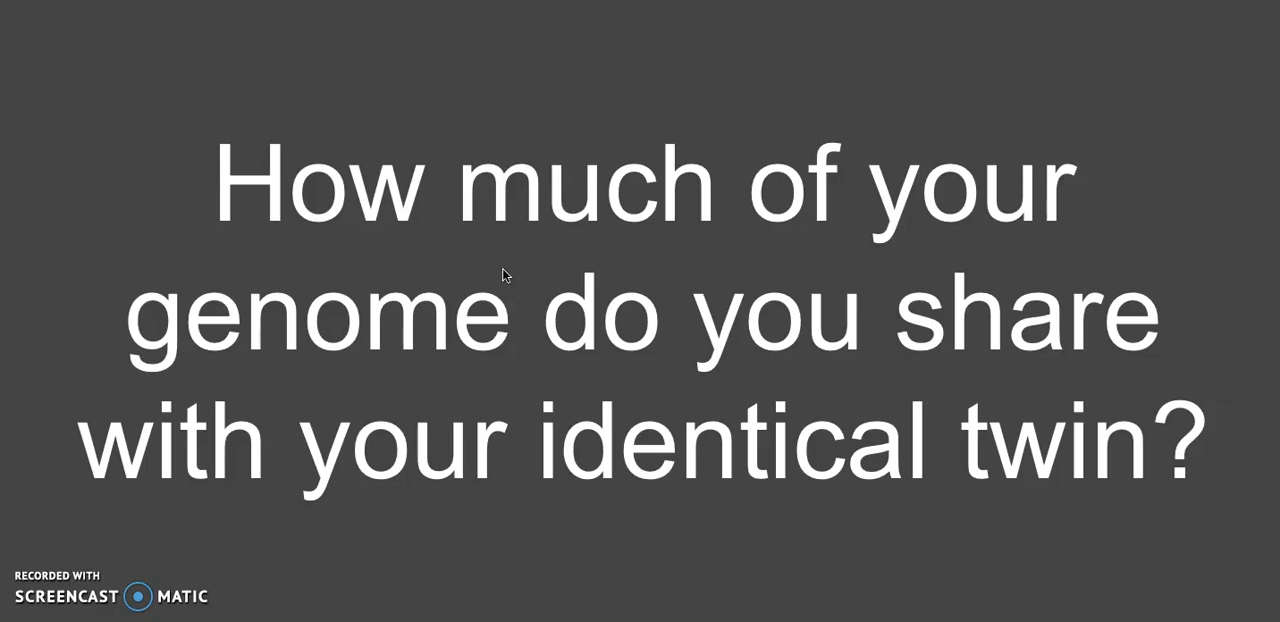 How much of your
genome do you share
with your identical twin?
RECORDED WITH
SCREENCAST MATIC